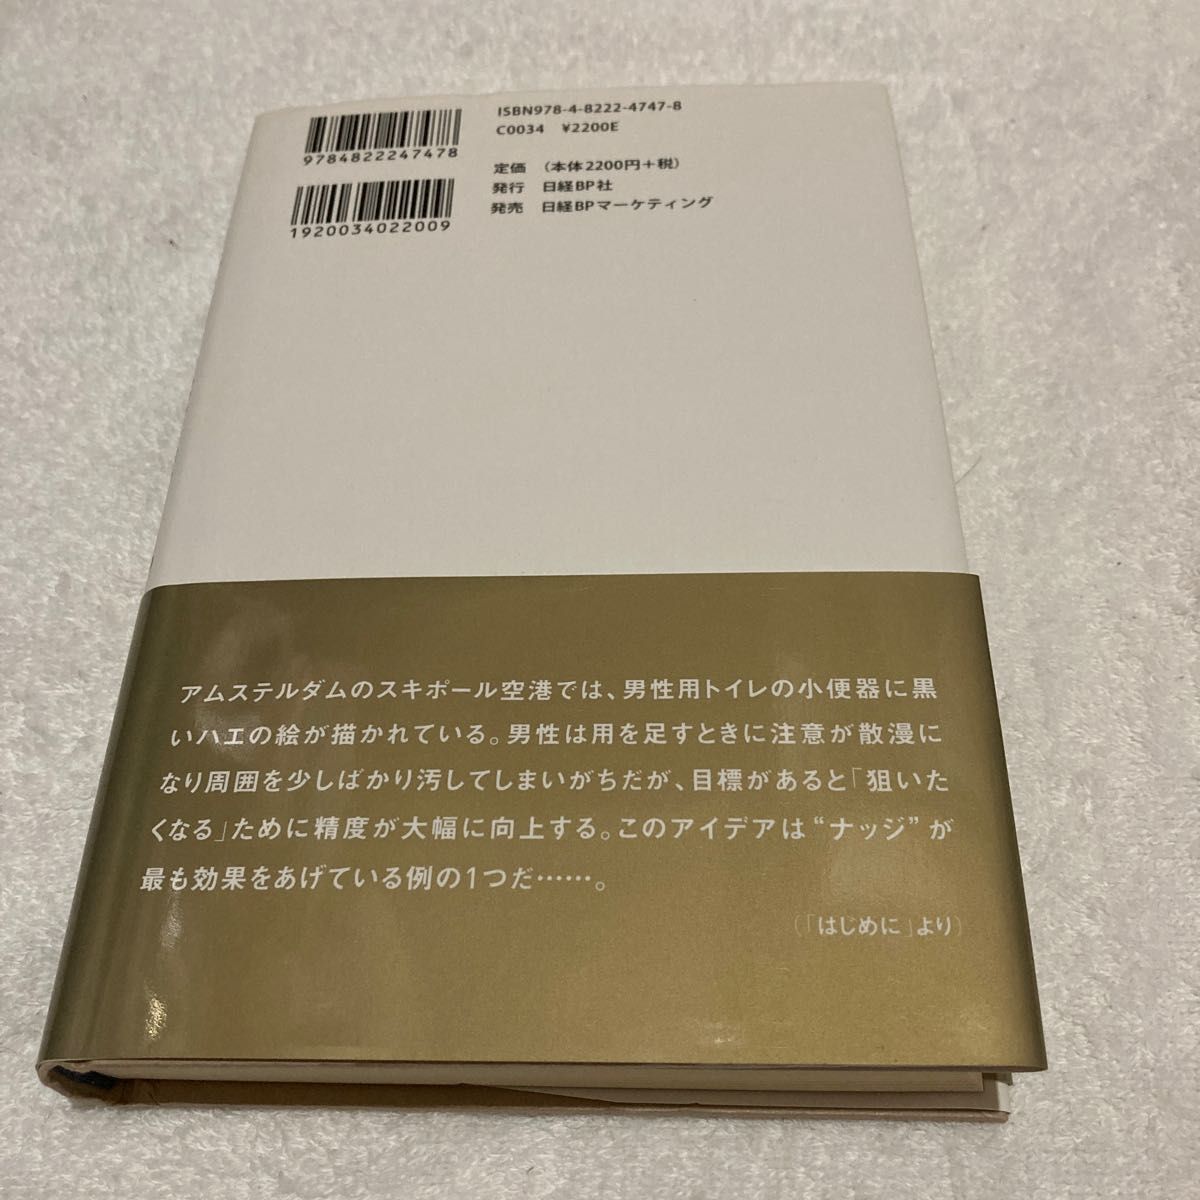 ISBN978-4-8222-4747-8
C0034 ¥2200E
9784822247478
定価 (本体2200円+税)
発行 日経BP社
発売 日経BPマーケティング
1920034022009
アムステルダムのスキポール空港では、男性用トイレの小便器に黒
いハエの絵が描かれている。男性は用を足すときに注意が散漫に
なり周囲を少しばかり汚してしまいがちだが、目標があると「狙いた
くなる」ために精度が大幅に向上する。このアイデアは“ナッジ”が
最も効果をあげている例の1つだ……。
(「はじめに」より)